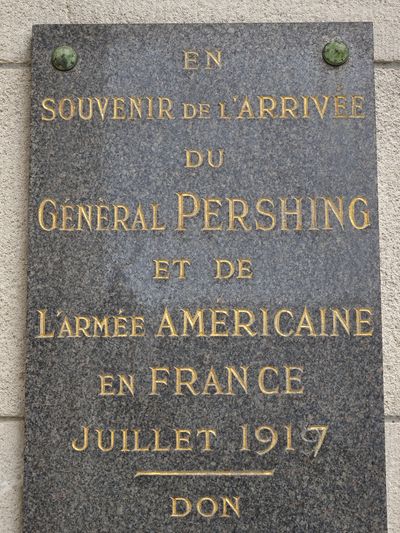 EN
SOUVENIR DE L'ARRIVÉE
DU
GÉNÉRAL PERSHING
ET DE
L'ARMÉE AMÉRICAINE
EN FRANCE
JUILLET 1917
DON